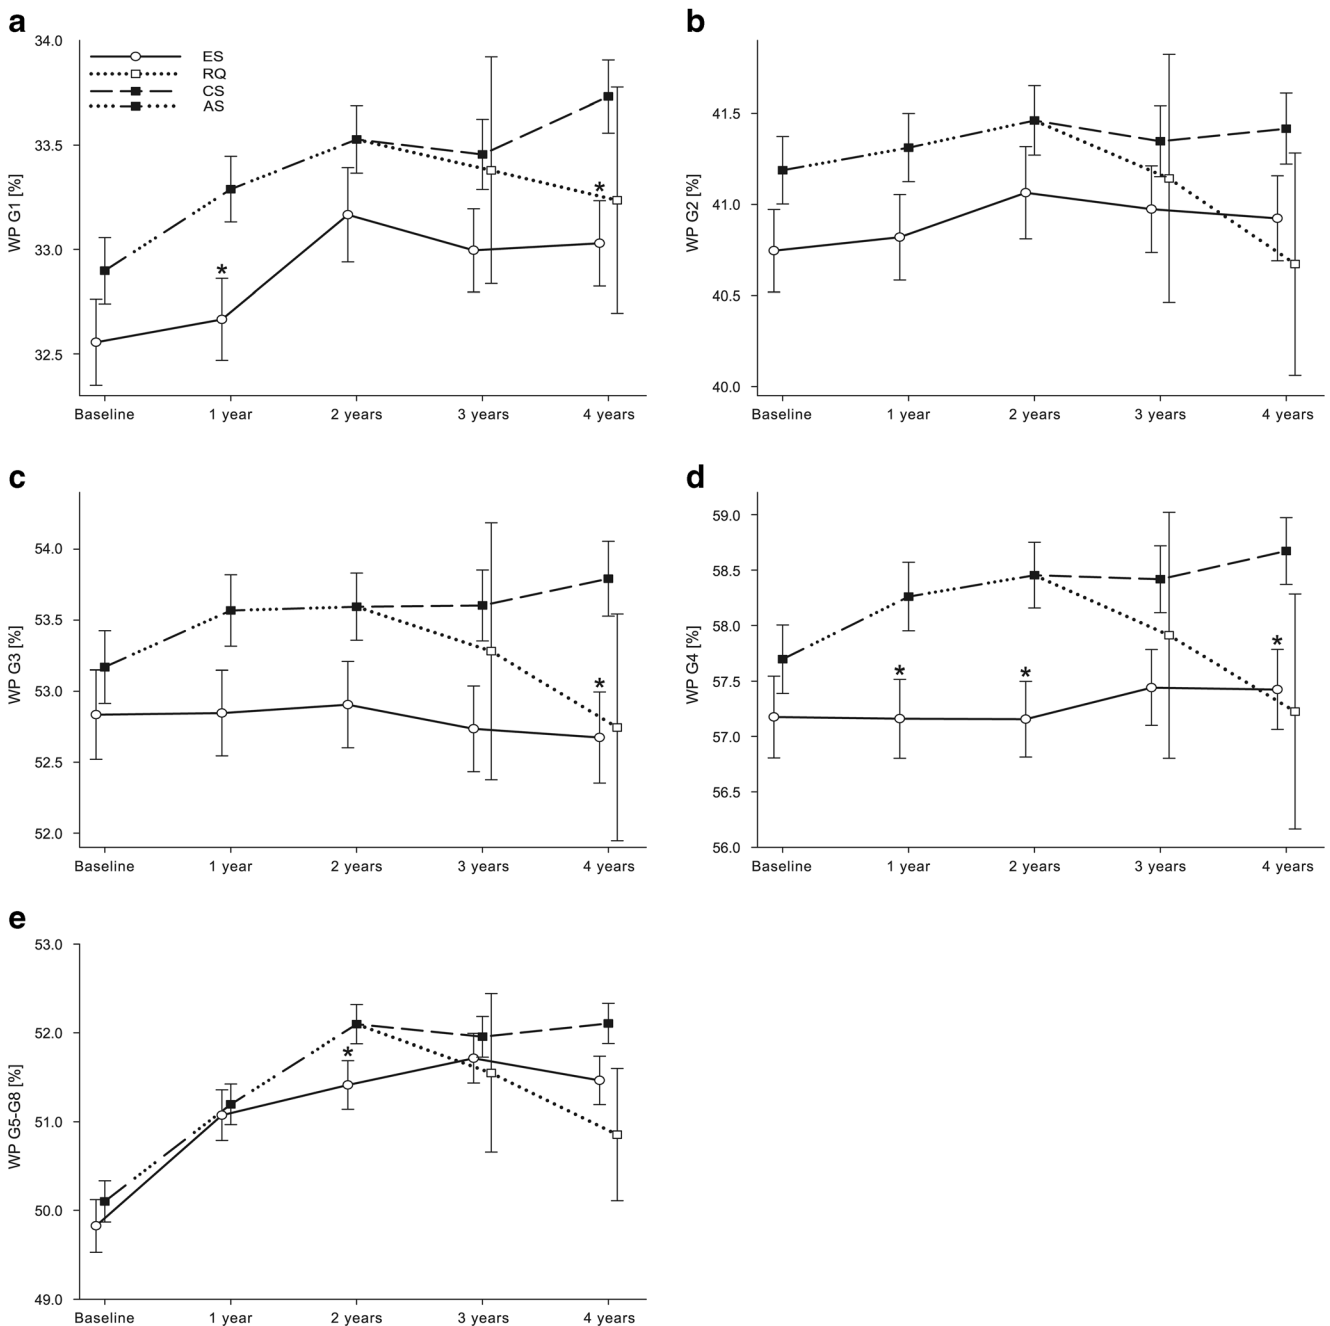 a
34.0
33.5
33.0
32.5
WP G1 [%]
ES
RQ
CS
AS
*
*
Baseline 1 year 2 years 3 years 4 years
b
41.5
41.0
40.5
40.0
WP G2 [%]
Baseline 1 year 2 years 3 years 4 years
c
54.0
53.5
53.0
52.5
52.0
WP G3 [%]
*
Baseline 1 year 2 years 3 years 4 years
d
59.0
58.5
58.0
57.5
57.0
56.5
56.0
WP G4 [%]
*
*
*
Baseline 1 year 2 years 3 years 4 years
e
53.0
52.0
51.0
50.0
49.0
WP G5-G8 [%]
*
Baseline 1 year 2 years 3 years 4 years